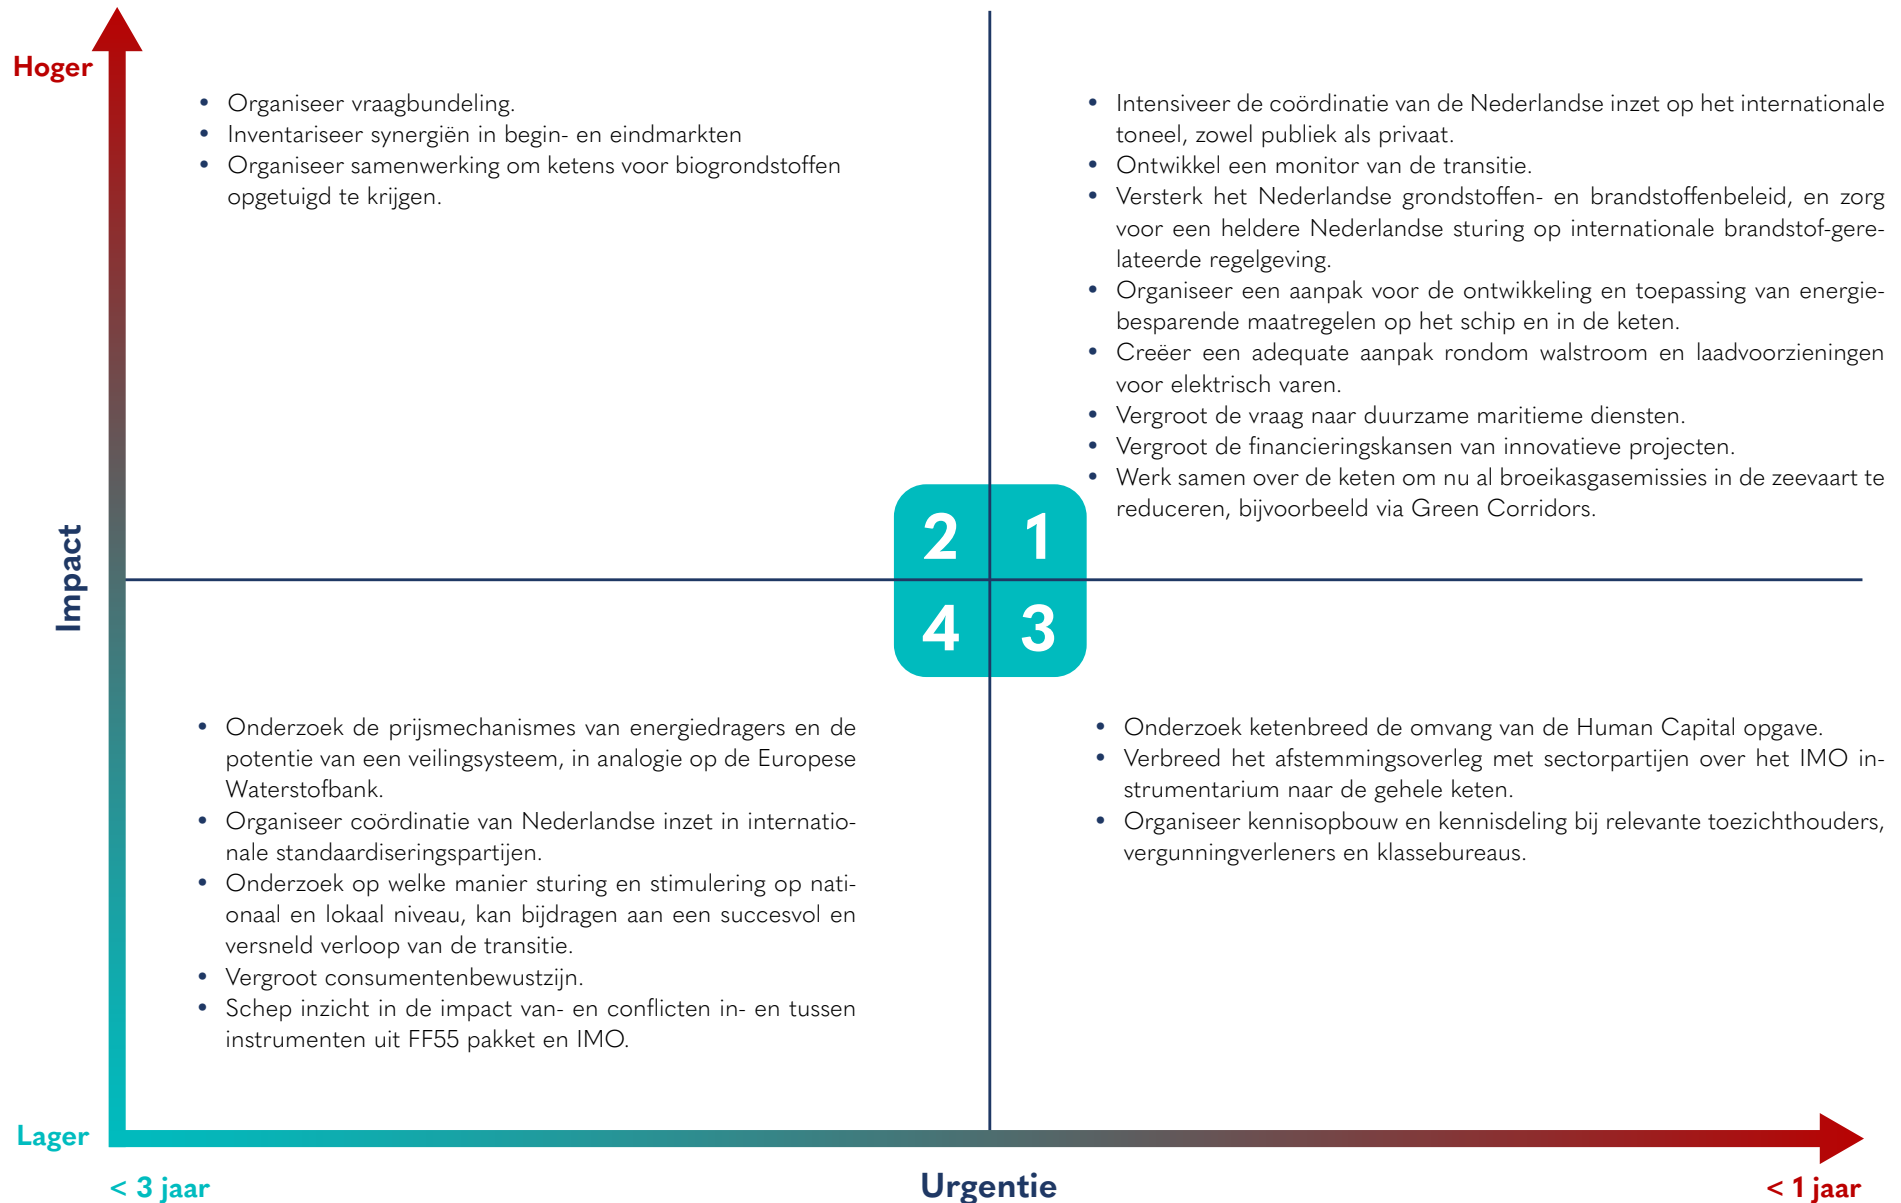 Hoger
• Organiseer vraagbundeling.
• Inventariseer synergiën in begin- en eindmarkten
• Organiseer samenwerking om ketens voor biogrondstoffen
opgetuigd te krijgen.
• Intensiveer de coördinatie van de Nederlandse inzet op het internationale
toneel, zowel publiek als privaat.
• Ontwikkel een monitor van de transitie.
• Versterk het Nederlandse grondstoffen- en brandstoffenbeleid, en zorg
voor een heldere Nederlandse sturing op internationale brandstof-gere-
lateerde regelgeving.
• Organiseer een aanpak voor de ontwikkeling en toepassing van energie-
besparende maatregelen op het schip en in de keten.
• Creëer een adequate aanpak rondom walstroom en laadvoorzieningen
voor elektrisch varen.
• Vergroot de vraag naar duurzame maritieme diensten.
• Vergroot de financieringskansen van innovatieve projecten.
• Werk samen over de keten om nu al broeikasgasemissies in de zeevaart te
reduceren, bijvoorbeeld via Green Corridors.
2 1
Impact
4 3
• Onderzoek de prijsmechanismes van energiedragers en de
potentie van een veilingsysteem, in analogie op de Europese
Waterstofbank.
• Organiseer coördinatie van Nederlandse inzet in internatio-
nale standaardiseringspartijen.
• Onderzoek op welke manier sturing en stimulering op nati-
onaal en lokaal niveau, kan bijdragen aan een succesvol en
versneld verloop van de transitie.
• Vergroot consumentenbewustzijn.
• Schep inzicht in de impact van- en conflicten in- en tussen
instrumenten uit FF55 pakket en IMO.
• Onderzoek ketenbreed de omvang van de Human Capital opgave.
• Verbreed het afstemmingsoverleg met sectorpartijen over het IMO in-
strumentarium naar de gehele keten.
• Organiseer kennisopbouw en kennisdeling bij relevante toezichthouders,
vergunningverleners en klassebureaus.
Lager
< 3 jaar
Urgentie
< 1 jaar